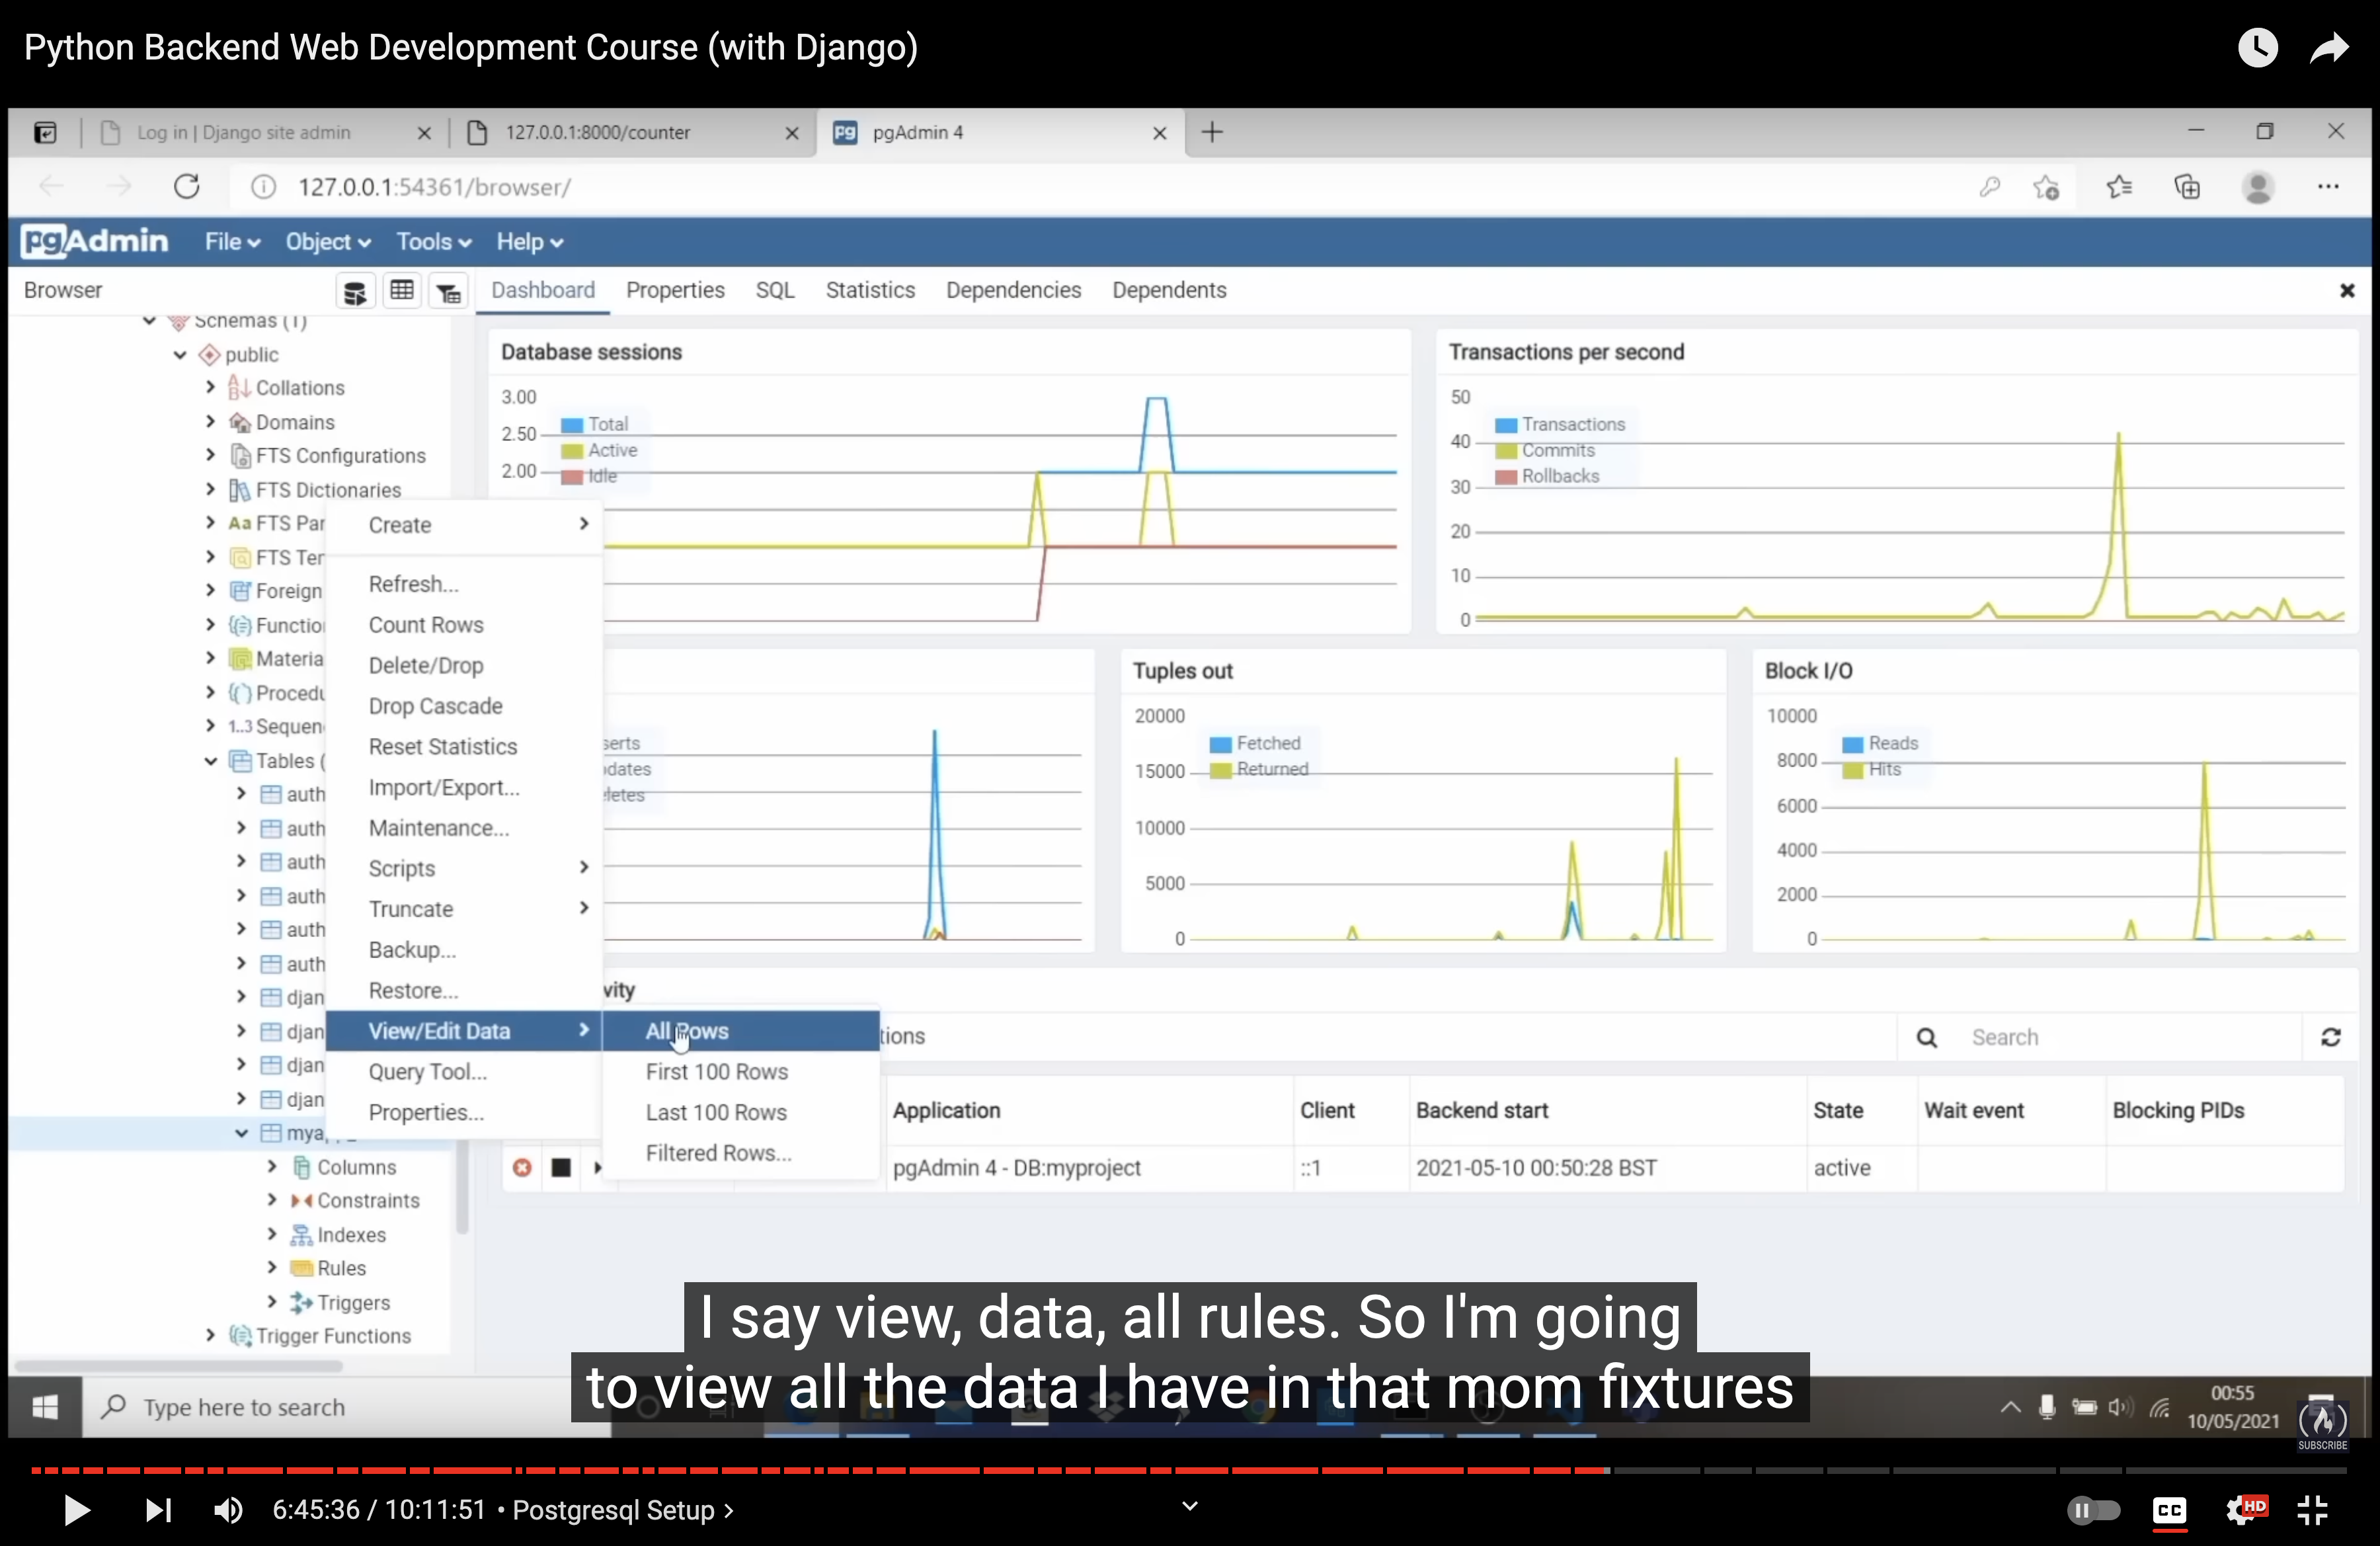 Python Backend Web Development Course (with Django)
Log in | Django site admin
127.0.0.1:8000/counter
pgAdmin 4
127.0.0.1:54361/browser/
pgAdmin
File
Object
Tools
Help
Browser
Dashboard
Properties
SQL
Statistics
Dependencies
Dependents
Schemas (1)
public
Collations
Domains
FTS Configurations
FTS Dictionaries
Aa FTS Par
FTS Ter
Foreign
Functio
Materia
Procedu
1..3 Sequen
Tables (
auth
auth
auth
auth
auth
auth
djan
djan
djan
djan
mya
Columns
Constraints
Indexes
Rules
Triggers
Trigger Functions
Create
Refresh...
Count Rows
Delete/Drop
Drop Cascade
Reset Statistics
Import/Export...
Maintenance...
Scripts
Truncate
Backup...
Restore...
View/Edit Data
Query Tool...
Properties...
All Rows
First 100 Rows
Last 100 Rows
Filtered Rows...
Database sessions
3.00
2.50
2.00
Total
Active
Idle
Transactions per second
50
40
30
20
10
0
Transactions
Commits
Rollbacks
serts
dates
letes
Tuples out
20000
15000
10000
5000
0
Fetched
Returned
Block I/O
10000
8000
6000
4000
2000
0
Reads
Hits
vity
tions
Search
Application
Client
Backend start
State
Wait event
Blocking PIDs
pgAdmin 4 - DB:myproject
::1
2021-05-10 00:50:28 BST
active
I say view, data, all rules. So I'm going
to view all the data I have in that mom fixtures
Type here to search
00:55
10/05/2021
SUBSCRIBE
6:45:36 / 10:11:51 • Postgresql Setup
CC
HD